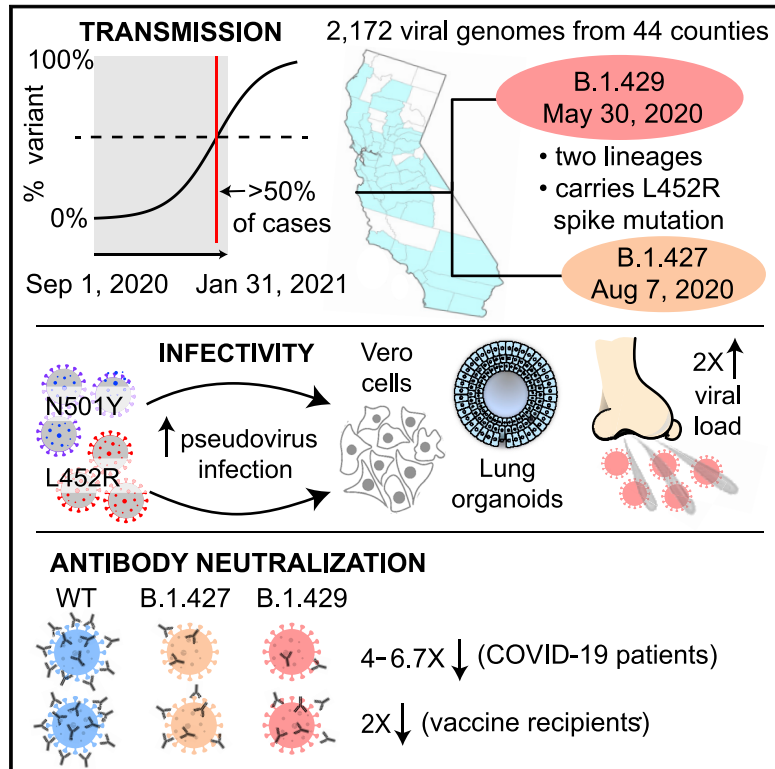 TRANSMISSION
2,172 viral genomes from 44 counties
100%
% variant
0%
>50%
of cases
Sep 1, 2020
Jan 31, 2021
B.1.429
May 30, 2020
• two lineages
• carries L452R
spike mutation
B.1.427
Aug 7, 2020
INFECTIVITY
N501Y
L452R
pseudovirus
infection
Vero
cells
Lung
organoids
2X
viral
load
ANTIBODY NEUTRALIZATION
WT
B.1.427
B.1.429
4–6.7X ↓ (COVID-19 patients)
2X ↓ (vaccine recipients)